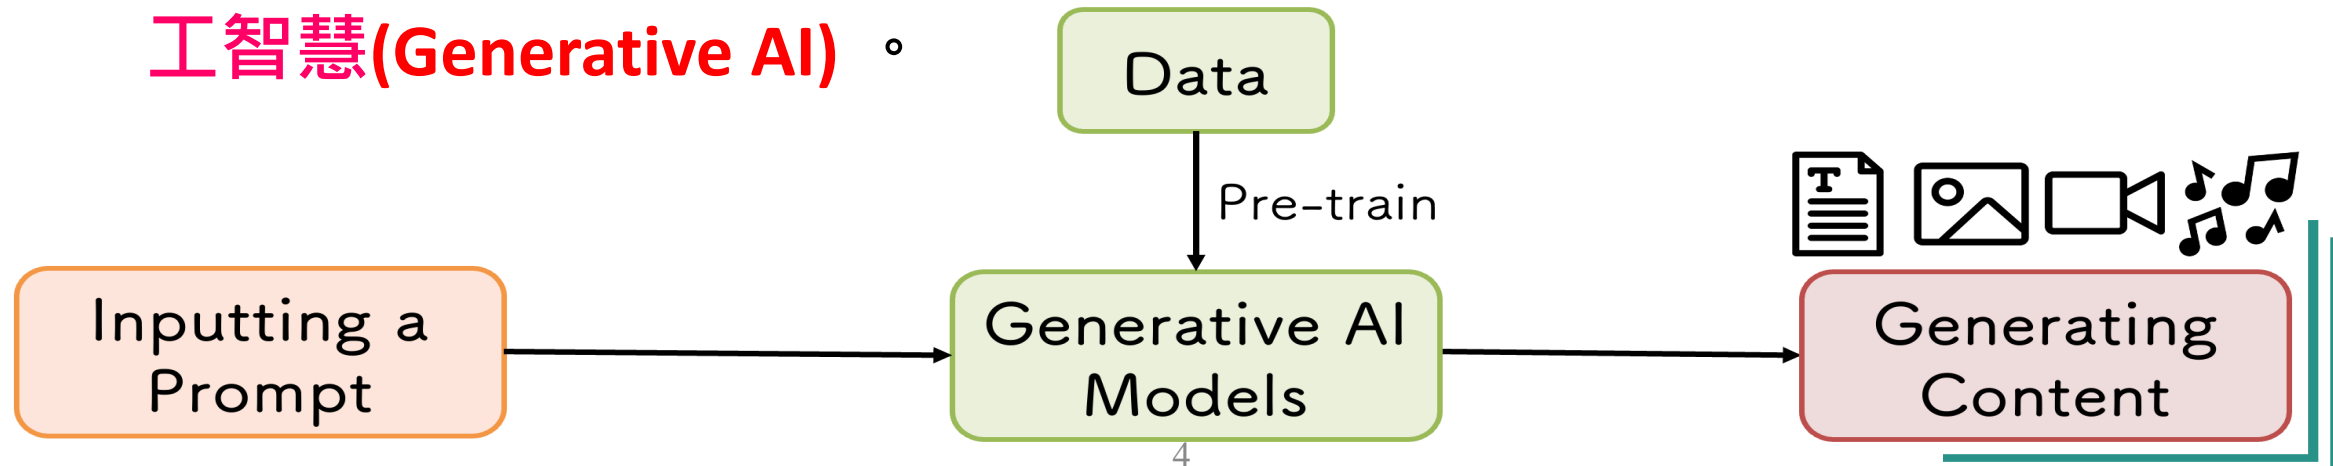 工智慧(Generative AI) 。
Data
Pre-train
T
Inputting a
Prompt
Generative AI
Models
Generating
Content
4